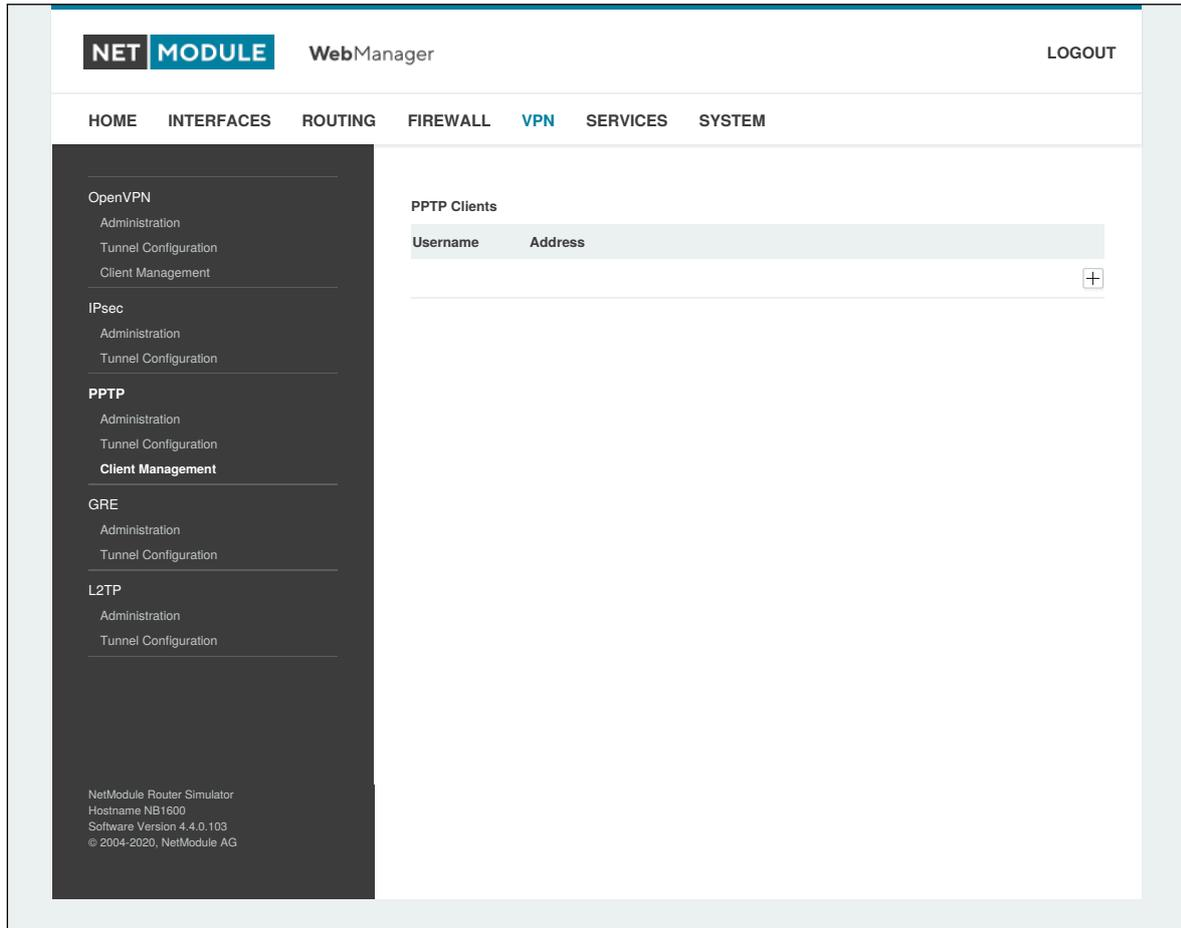 NET MODULE WebManager LOGOUT
HOME INTERFACES ROUTING FIREWALL VPN SERVICES SYSTEM
OpenVPN
Administration
Tunnel Configuration
Client Management
IPsec
Administration
Tunnel Configuration
PPTP
Administration
Tunnel Configuration
Client Management
GRE
Administration
Tunnel Configuration
L2TP
Administration
Tunnel Configuration
NetModule Router Simulator
Hostname NB1600
Software Version 4.4.0.103
© 2004-2020, NetModule AG
PPTP Clients
Username Address